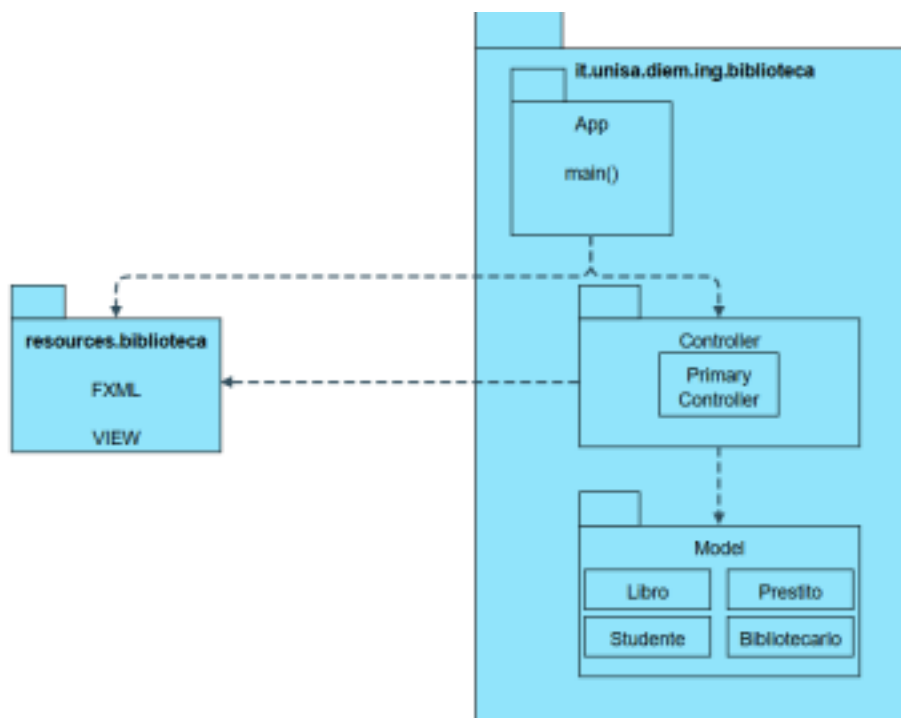 it.unisa.diem.ing.biblioteca
App
main()
resources.biblioteca
FXML
VIEW
Controller
Primary
Controller
Model
Libro
Prestito
Studente
Bibliotecario